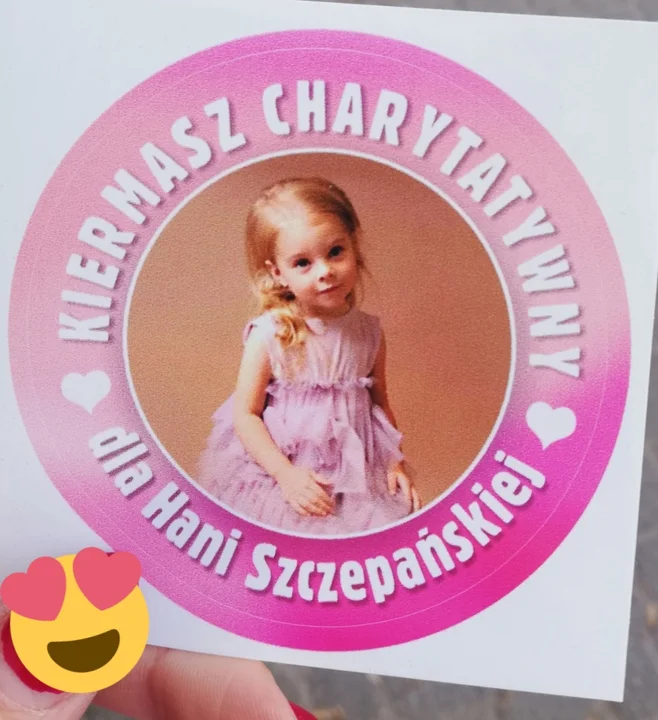 KIERMASZ CHARYTATYWNY
dla Hani Szczepańskiej